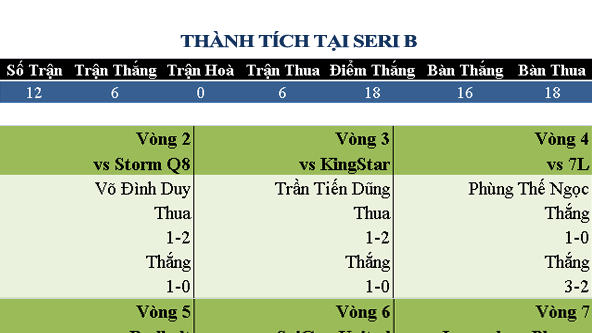 THÀNH TÍCH TẠI SERI B
Số Trận Trận Thắng Trận Hoà Trận Thua Điểm Thắng Bàn Thắng Bàn Thua
12 6 0 6 18 16 18
Vòng 2 Vòng 3 Vòng 4
vs Storm Q8 vs KingStar vs 7L
Võ Đình Duy Trần Tiến Dũng Phùng Thế Ngọc
Thua Thua Thắng
1-2 1-2 1-0
Thắng Thắng Thắng
1-0 1-0 3-2
Vòng 5 Vòng 6 Vòng 7